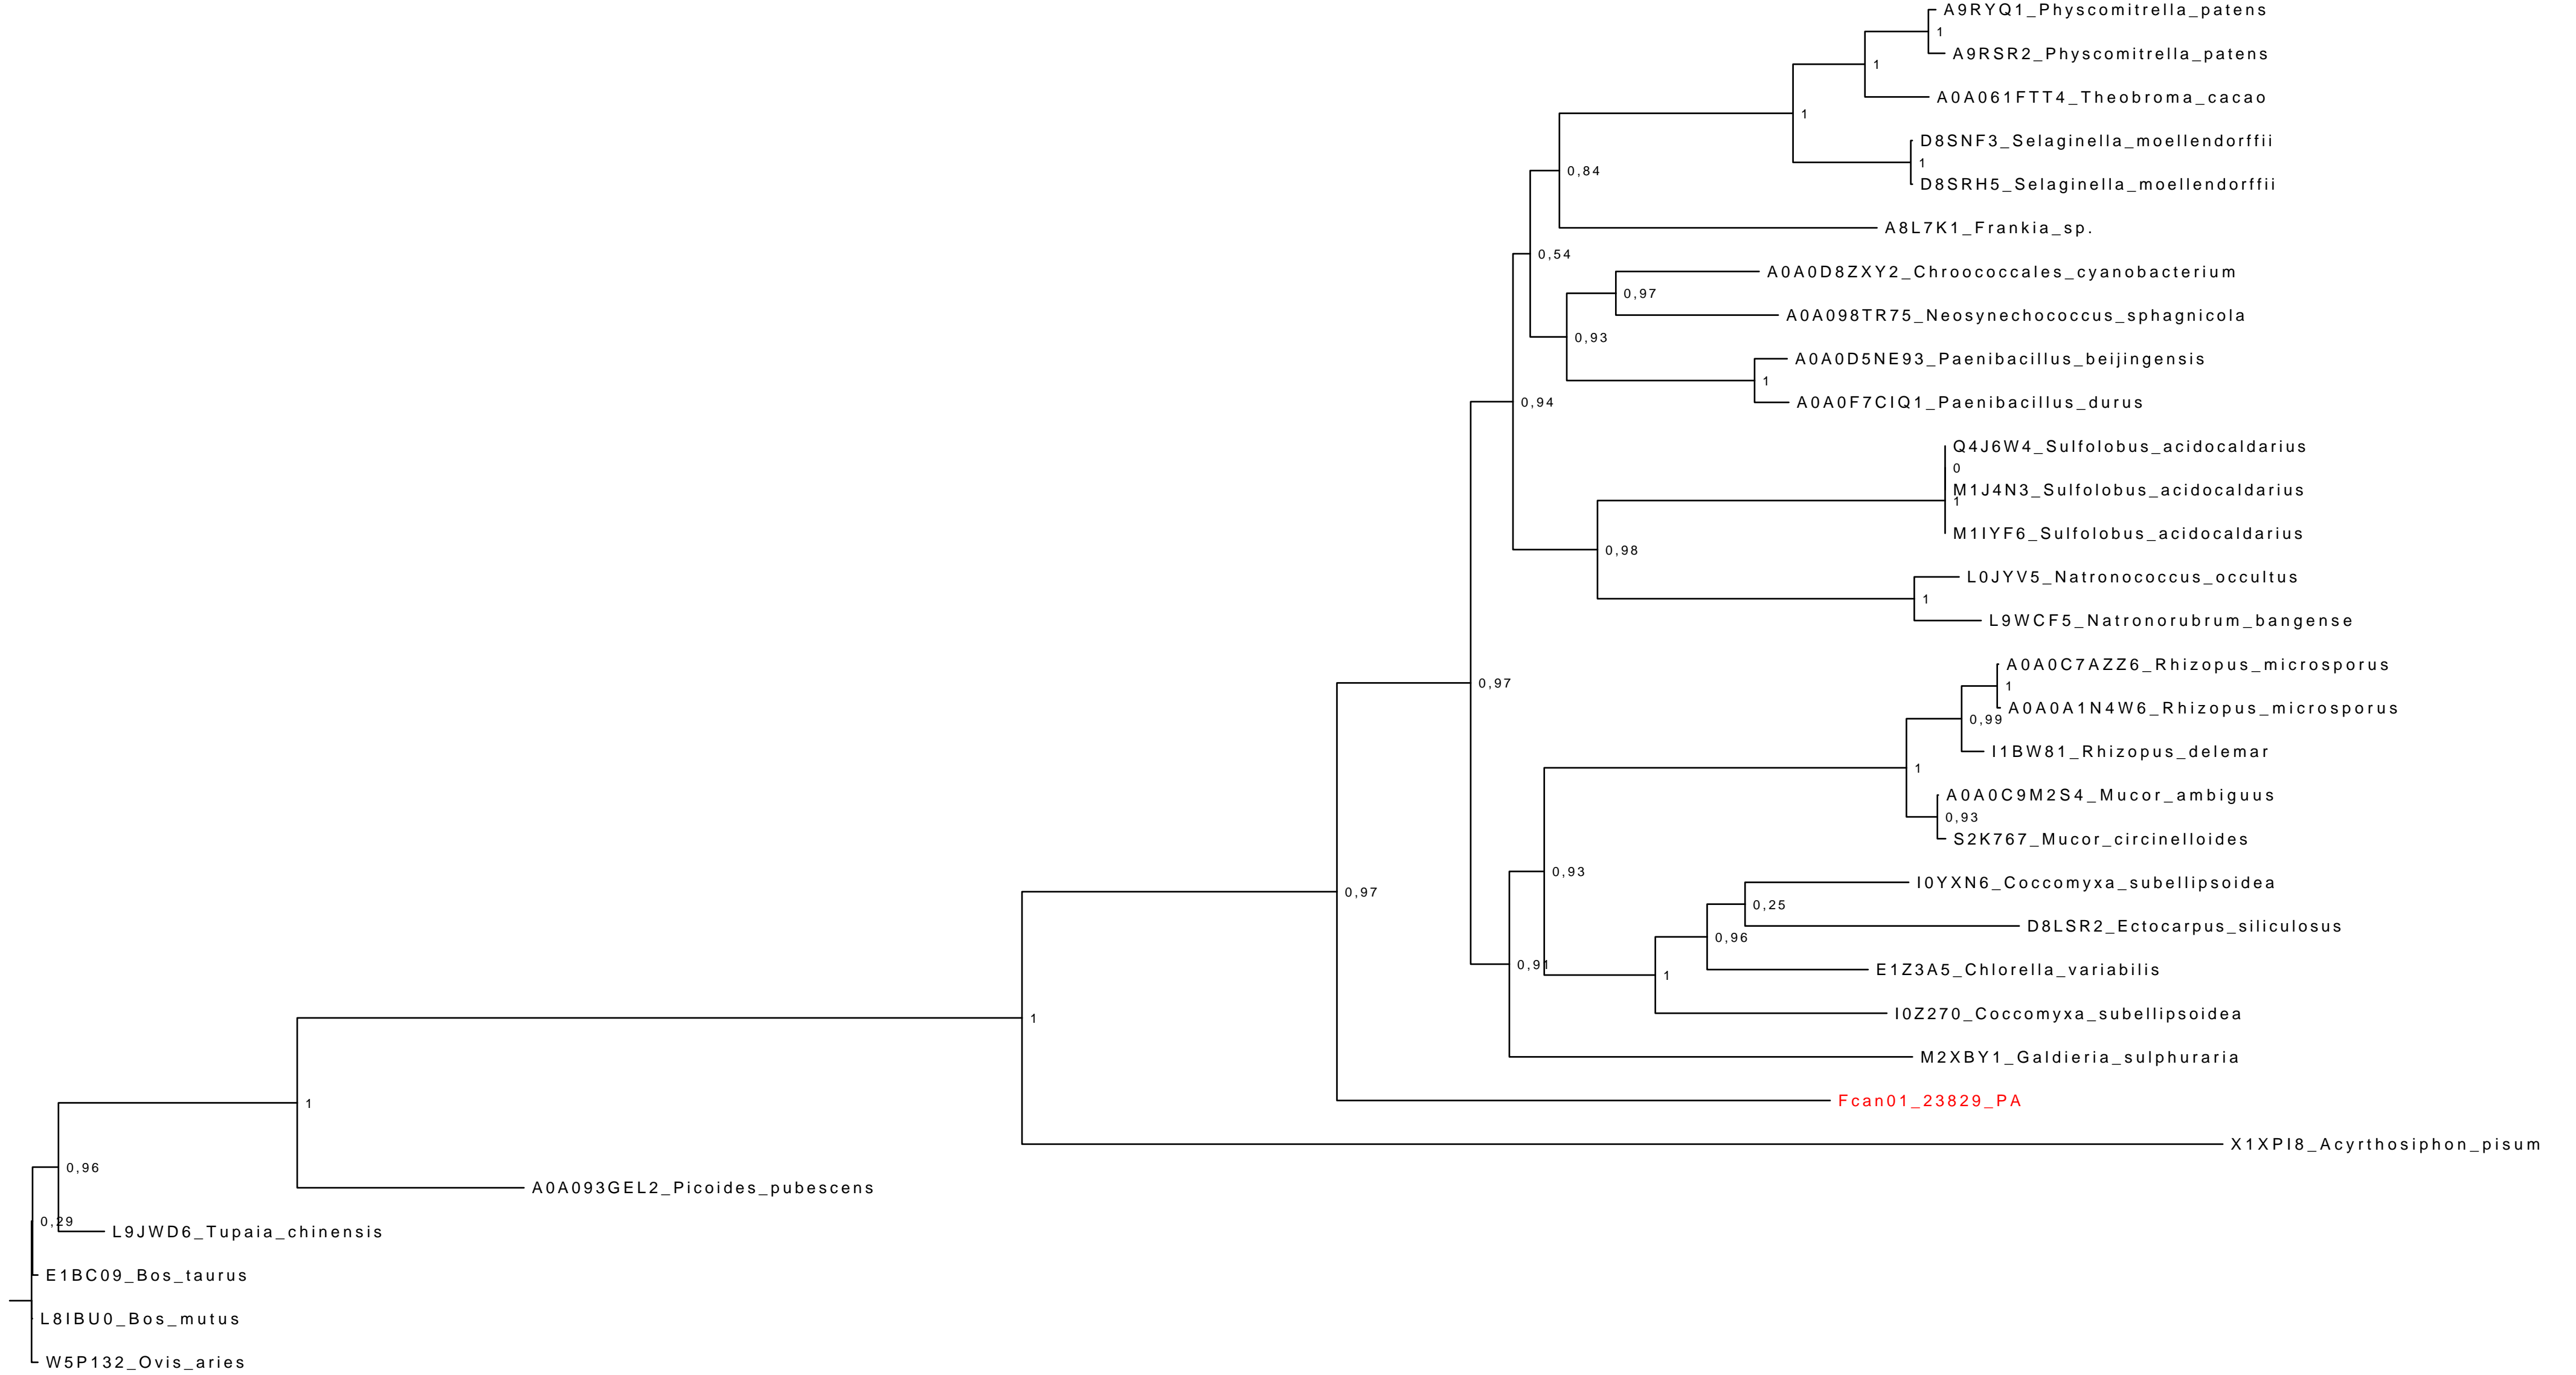 A9RYQ1_Physcomitrella_patens
1
A9RSR2_Physcomitrella_patens
1
A0A061FTT4_Theobroma_cacao
1
D8SNF3_Selaginella_moellendorffii
1
D8SRH5_Selaginella_moellendorffii
0,84
A8L7K1_Frankia_sp.
0,54
A0A0D8ZXY2_Chroococcales_cyanobacterium
0,97
A0A098TR75_Neosynechococcus_sphagnicola
0,93
A0A0D5NE93_Paenibacillus_beijingensis
1
A0A0F7CIQ1_Paenibacillus_durus
0,94
Q4J6W4_Sulfolobus_acidocaldarius
0
M1J4N3_Sulfolobus_acidocaldarius
1
M1IYF6_Sulfolobus_acidocaldarius
0,98
L0JYV5_Natronococcus_occultus
1
L9WCF5_Natronorubrum_bangense
0,97
A0A0C7AZZ6_Rhizopus_microsporus
1
A0A0A1N4W6_Rhizopus_microsporus
0,99
I1BW81_Rhizopus_delemar
1
A0A0C9M2S4_Mucor_ambiguus
0,93
S2K767_Mucor_circinelloides
0,93
I0YXN6_Coccomyxa_subellipsoidea
0,25
D8LSR2_Ectocarpus_siliculosus
0,96
E1Z3A5_Chlorella_variabilis
0,91
1
I0Z270_Coccomyxa_subellipsoidea
M2XBY1_Galdieria_sulphuraria
0,97
Fcan01_23829_PA
1
X1XPI8_Acyrthosiphon_pisum
1
A0A093GEL2_Picoides_pubescens
0,96
L9JWD6_Tupaia_chinensis
0,29
E1BC09_Bos_taurus
L8IBU0_Bos_mutus
W5P132_Ovis_aries